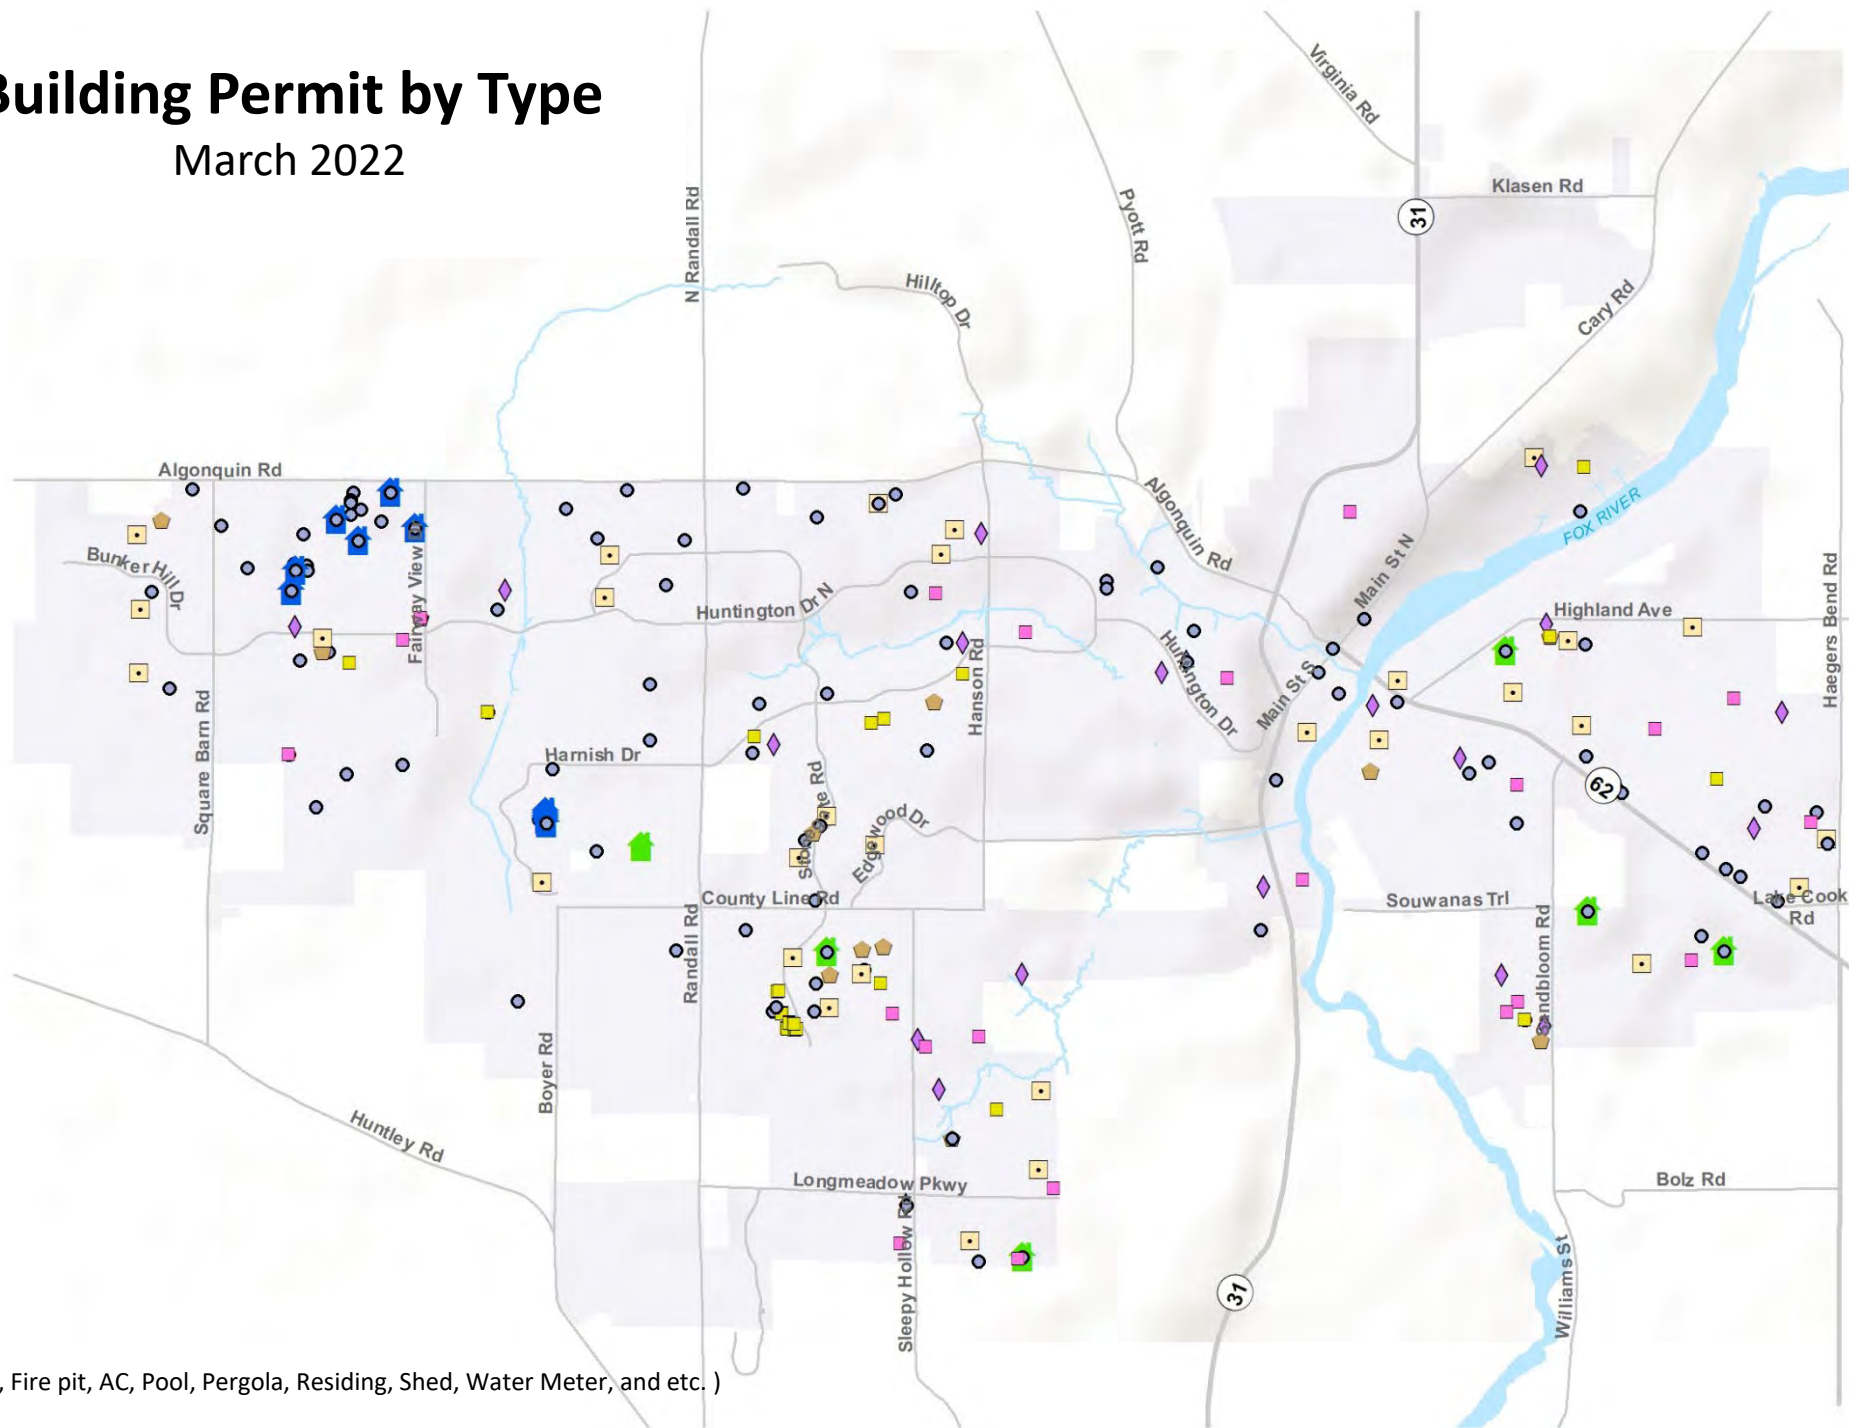 Building Permit by Type
March 2022
Virginia Rd
Klasen Rd
31
N Randall Rd
Pyott Rd
Hilltop Dr
Cary Rd
Algonquin Rd
Algonquin Rd
FOX RIVER
Bunker Hill Dr
Fairway View Dr
Huntington Dr N
Main St N
Highland Ave
Haegers Bend Rd
Hanson Rd
Huntington Dr
Main St S
Square Barn Rd
Harnish Dr
Stonegate Rd
Edgewood Dr
62
County Line Rd
Souwanas Trl
Lake Cook
Rd
Randall Rd
Sandbloom Rd
Boyer Rd
Huntley Rd
Longmeadow Pkwy
Bolz Rd
Sleepy Hollow Rd
31
Williams St
, Fire pit, AC, Pool, Pergola, Residing, Shed, Water Meter, and etc. )